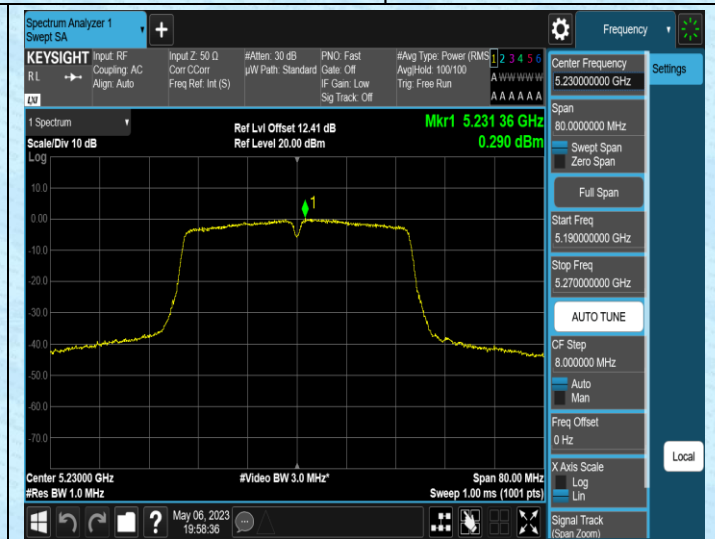 Spectrum Analyzer 1
Swept SA
+
Frequency
KEYSIGHT
RL
LXI
Input: RF
Coupling: AC
Align: Auto
Input Z: 50 Ω
Corr CCorr
Freq Ref: Int (S)
#Atten: 30 dB
µW Path: Standard
PNO: Fast
Gate: Off
IF Gain: Low
Sig Track: Off
#Avg Type: Power (RMS
Avg|Hold: 100/100
Trig: Free Run
1 2 3 4 5 6
A W W W W W
A A A A A A
1 Spectrum
Scale/Div 10 dB
Log
Ref Lvl Offset 12.41 dB
Ref Level 20.00 dBm
Mkr1 5.231 36 GHz
0.290 dBm
10.0
0.00
-10.0
-20.0
-30.0
-40.0
-50.0
-60.0
-70.0
1
Center 5.23000 GHz
#Res BW 1.0 MHz
#Video BW 3.0 MHz*
Span 80.00 MHz
Sweep 1.00 ms (1001 pts)
?
May 06, 2023
19:58:36
Center Frequency
5.230000000 GHz
Span
80.0000000 MHz
Swept Span
Zero Span
Full Span
Start Freq
5.190000000 GHz
Stop Freq
5.270000000 GHz
AUTO TUNE
CF Step
8.000000 MHz
Auto
Man
Freq Offset
0 Hz
X Axis Scale
Log
Lin
Signal Track
(Span Zoom)
Settings
Local